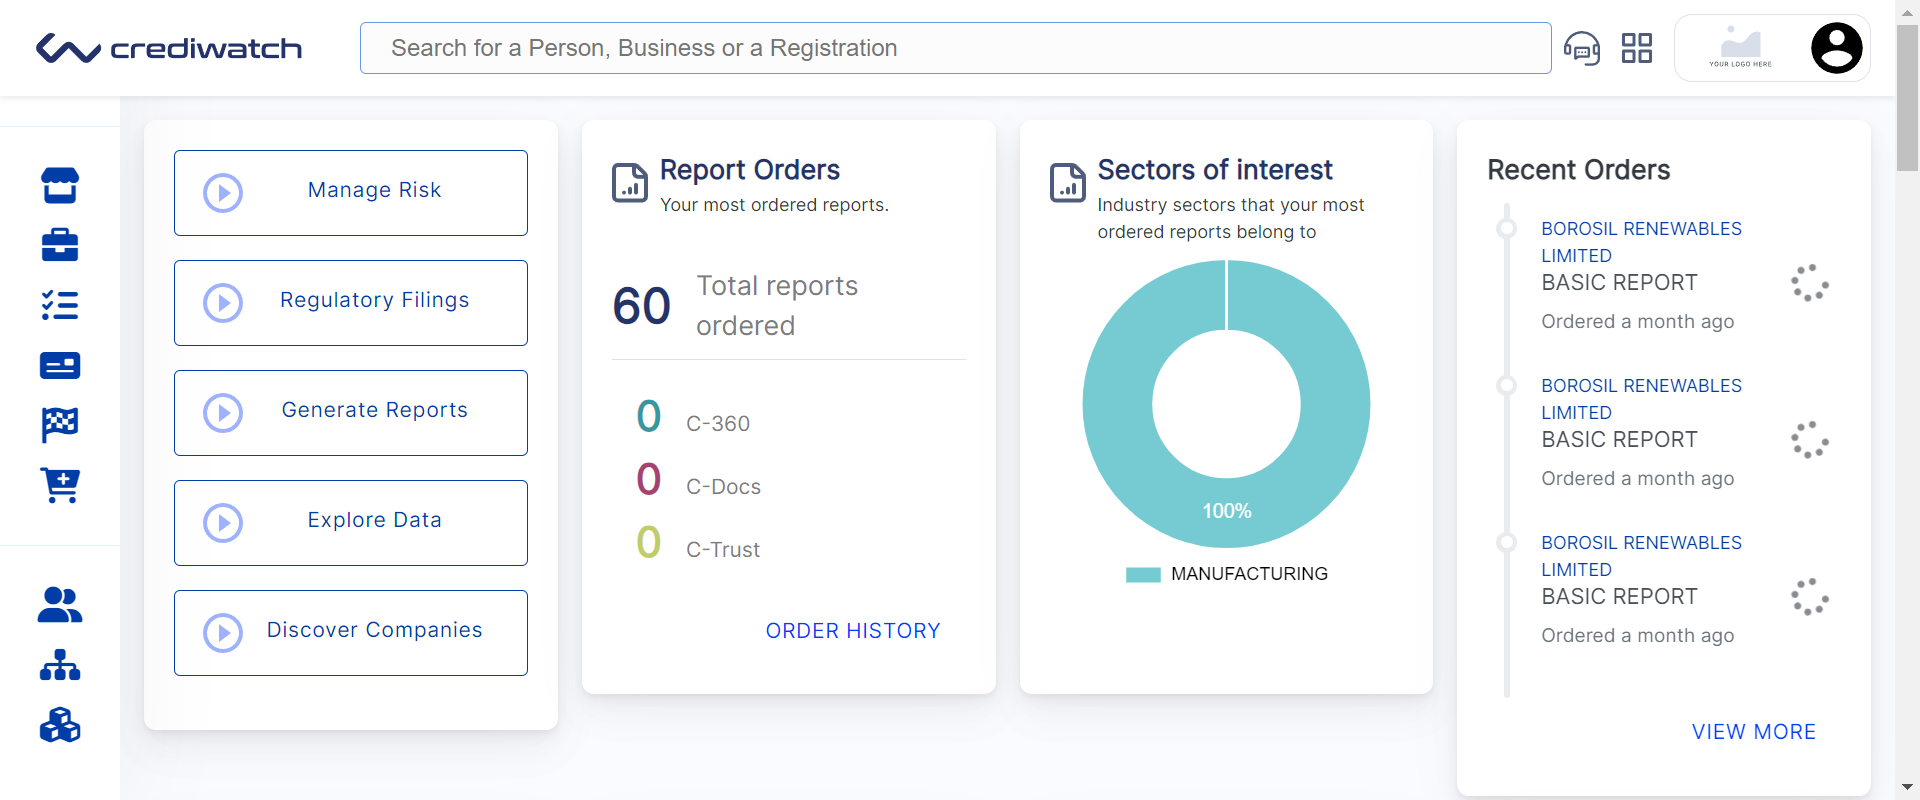 crediwatch
Search for a Person, Business or a Registration
YOUR LOGO HERE
Manage Risk
Regulatory Filings
Generate Reports
Explore Data
Discover Companies
Report Orders
Your most ordered reports.
60
Total reports
ordered
0 C-360
0 C-Docs
0 C-Trust
ORDER HISTORY
Sectors of interest
Industry sectors that your most
ordered reports belong to
100%
MANUFACTURING
Recent Orders
BOROSIL RENEWABLES
LIMITED
BASIC REPORT
Ordered a month ago
BOROSIL RENEWABLES
LIMITED
BASIC REPORT
Ordered a month ago
BOROSIL RENEWABLES
LIMITED
BASIC REPORT
Ordered a month ago
VIEW MORE